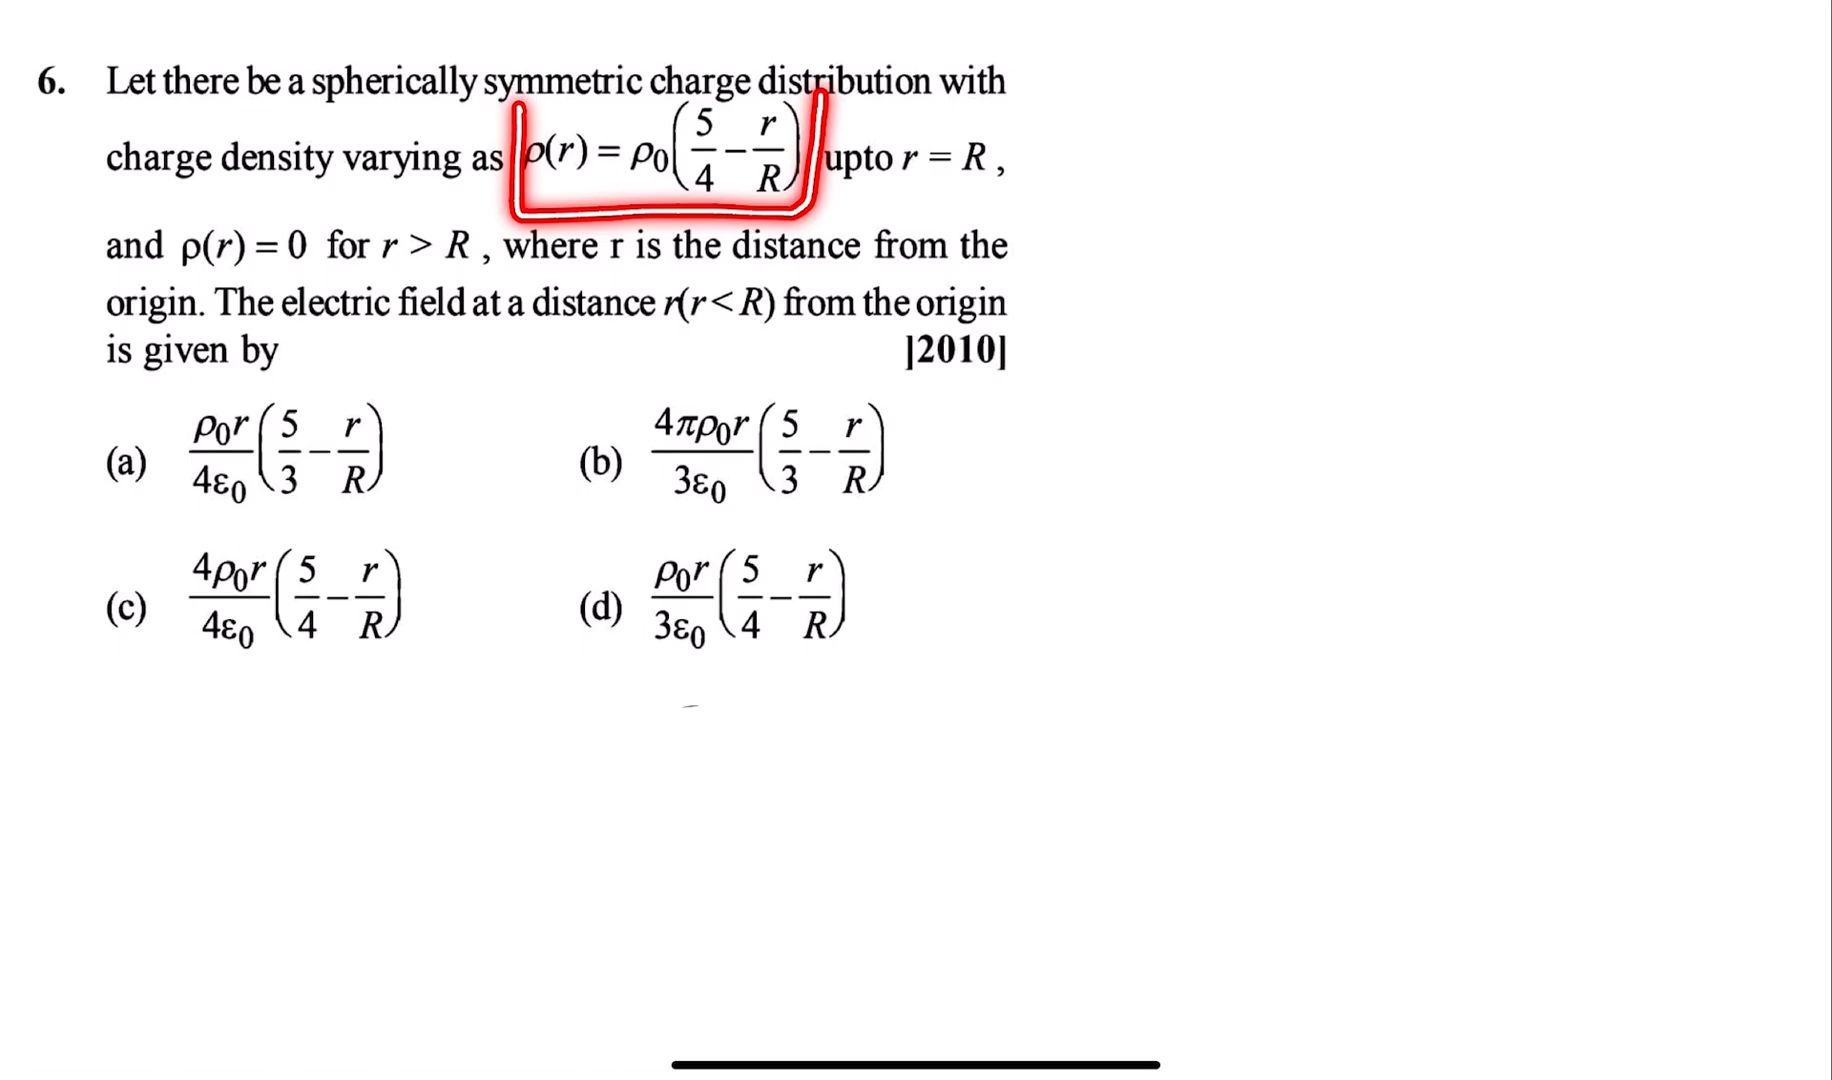 6. Let there be a spherically symmetric charge distribution with
charge density varying as ρ(r) = ρ₀(5/4 − r/R) upto r = R ,
and ρ(r) = 0 for r > R , where r is the distance from the
origin. The electric field at a distance r(r < R) from the origin
is given by ]2010]
(a) ρ₀r/4ε₀ (5/3 − r/R) (b) 4πρ₀r/3ε₀ (5/3 − r/R)
(c) 4ρ₀r/4ε₀ (5/4 − r/R) (d) ρ₀r/3ε₀ (5/4 − r/R)